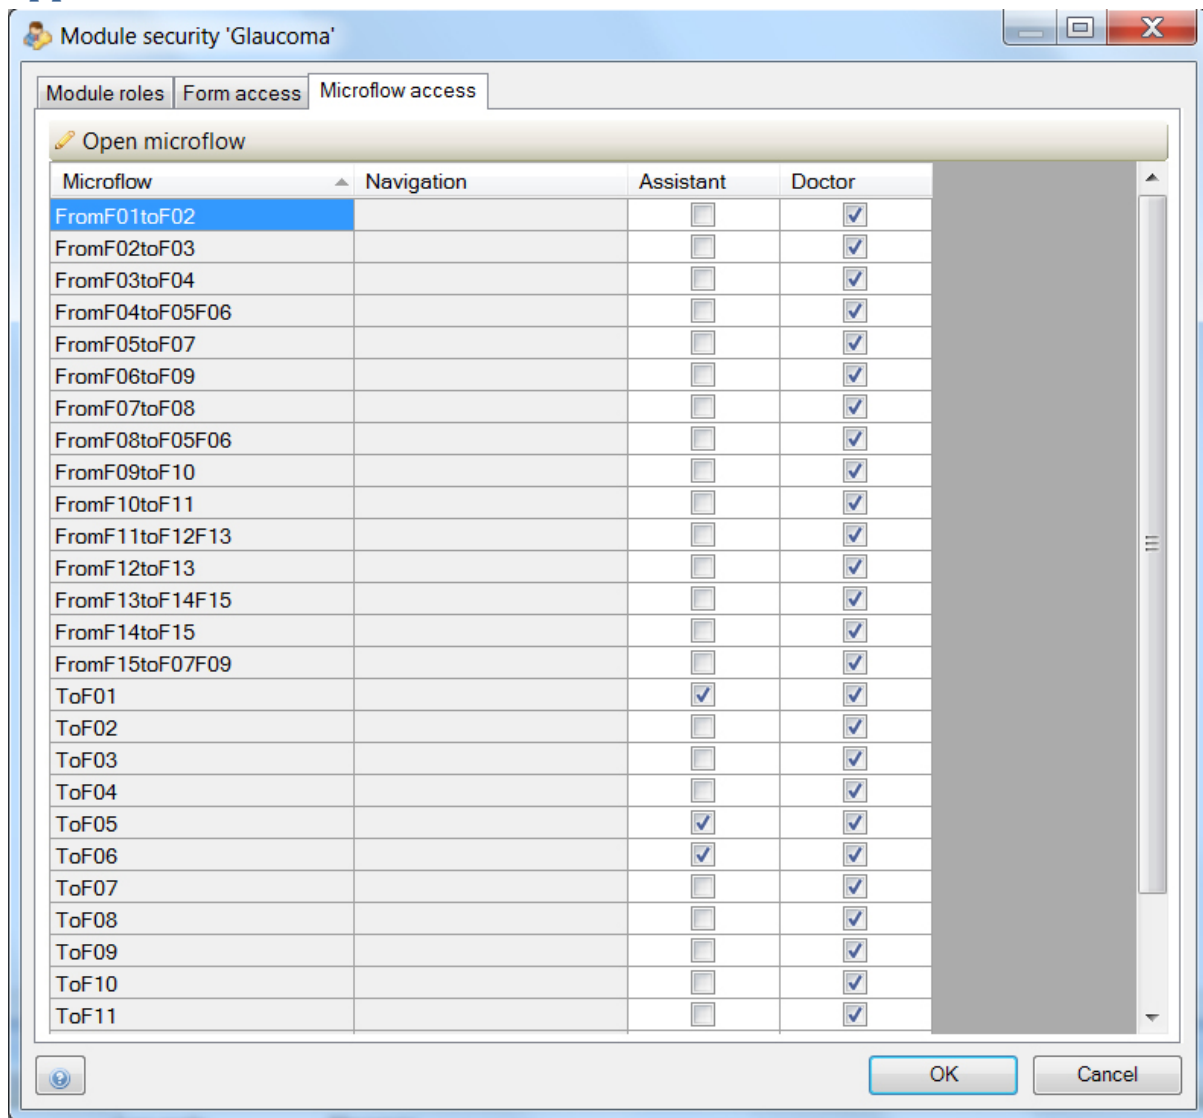 Module security 'Glaucoma'
Module roles Form access Microflow access
Open microflow
Microflow Navigation Assistant Doctor
FromF01toF02
FromF02toF03
FromF03toF04
FromF04toF05F06
FromF05toF07
FromF06toF09
FromF07toF08
FromF08toF05F06
FromF09toF10
FromF10toF11
FromF11toF12F13
FromF12toF13
FromF13toF14F15
FromF14toF15
FromF15toF07F09
ToF01
ToF02
ToF03
ToF04
ToF05
ToF06
ToF07
ToF08
ToF09
ToF10
ToF11
OK Cancel